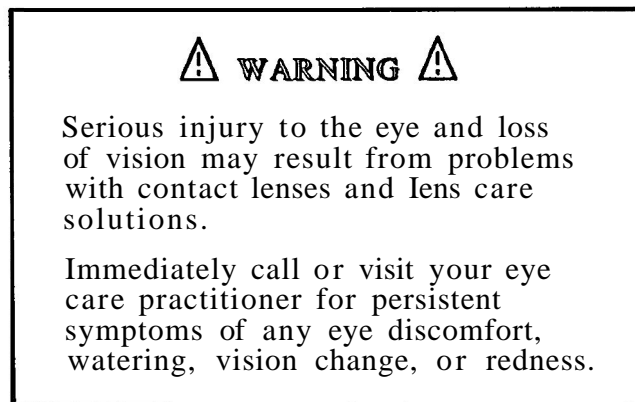 ⚠ WARNING ⚠
Serious injury to the eye and loss
of vision may result from problems
with contact lenses and Iens care
solutions.
Immediately call or visit your eye
care practitioner for persistent
symptoms of any eye discomfort,
watering, vision change, or redness.